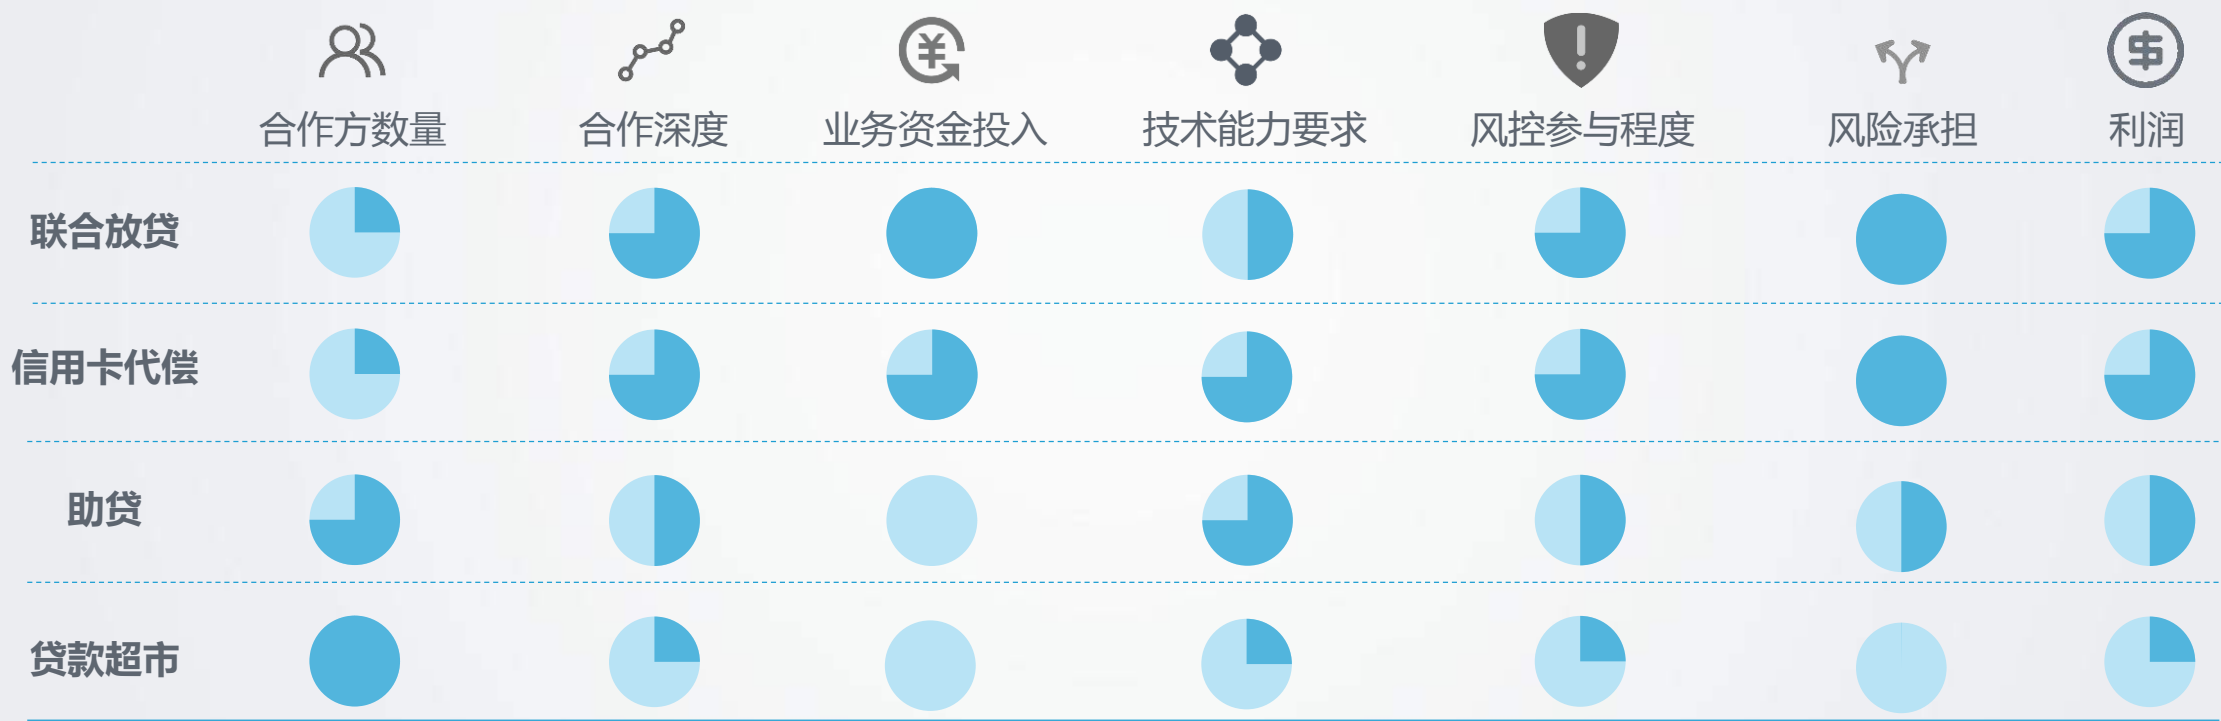 合作方数量 合作深度 业务资金投入 技术能力要求 风控参与程度 风险承担 利润
联合放贷
信用卡代偿
助贷
贷款超市